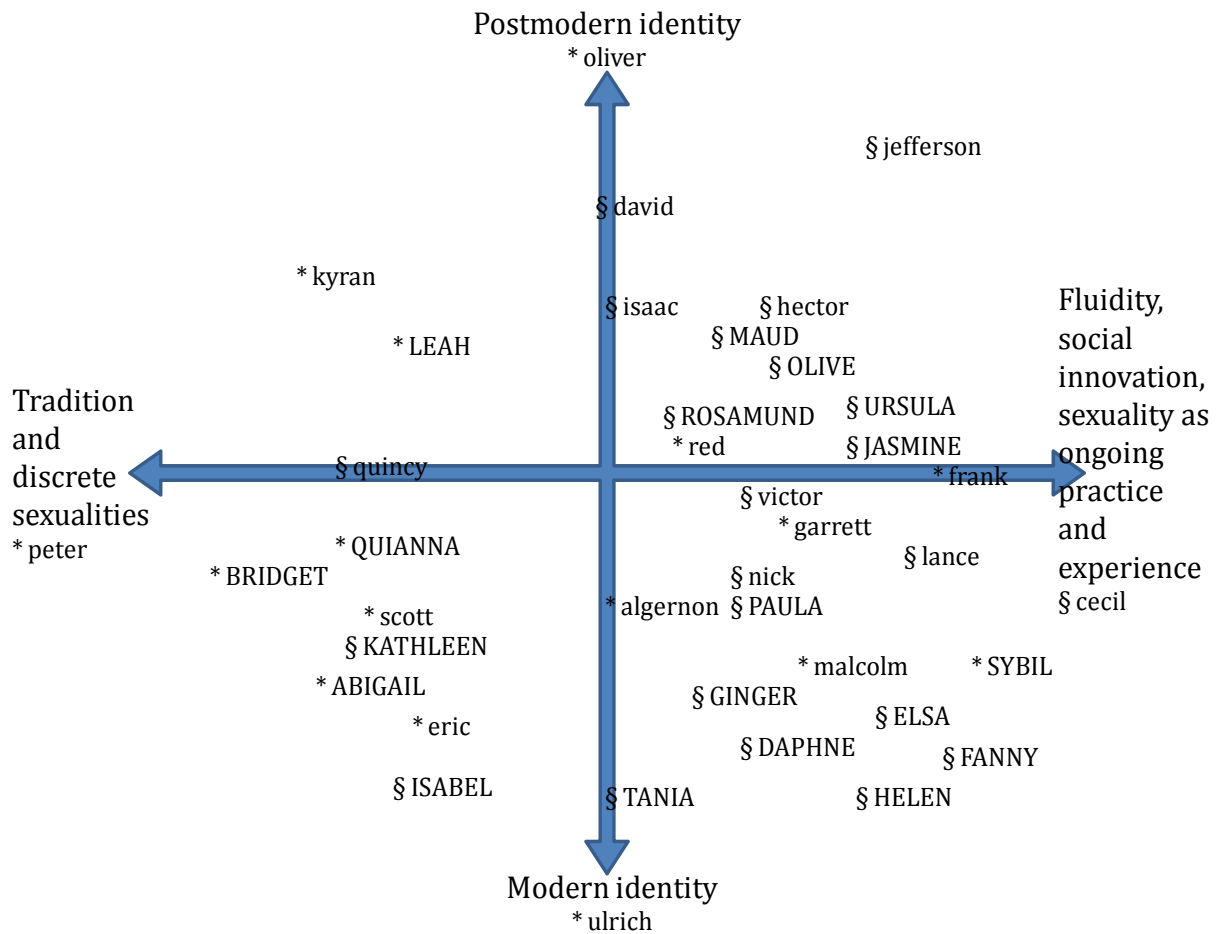 Postmodern identity
* oliver
§ jefferson
§ david
* kyran
§ isaac
§ hector
§ MAUD
* LEAH
§ OLIVE
Fluidity,
social
innovation,
sexuality as
ongoing
practice
and
experience
§ cecil
Tradition
and
discrete
sexualities
* peter
§ URSULA
§ ROSAMUND
* red
§ JASMINE
§ quincy
* frank
§ victor
* garrett
* QUIANNA
§ lance
* BRIDGET
§ nick
* algernon
§ PAULA
* scott
§ KATHLEEN
* malcolm
* SYBIL
* ABIGAIL
§ GINGER
§ ELSA
* eric
§ DAPHNE
§ FANNY
§ ISABEL
§ TANIA
§ HELEN
Modern identity
* ulrich